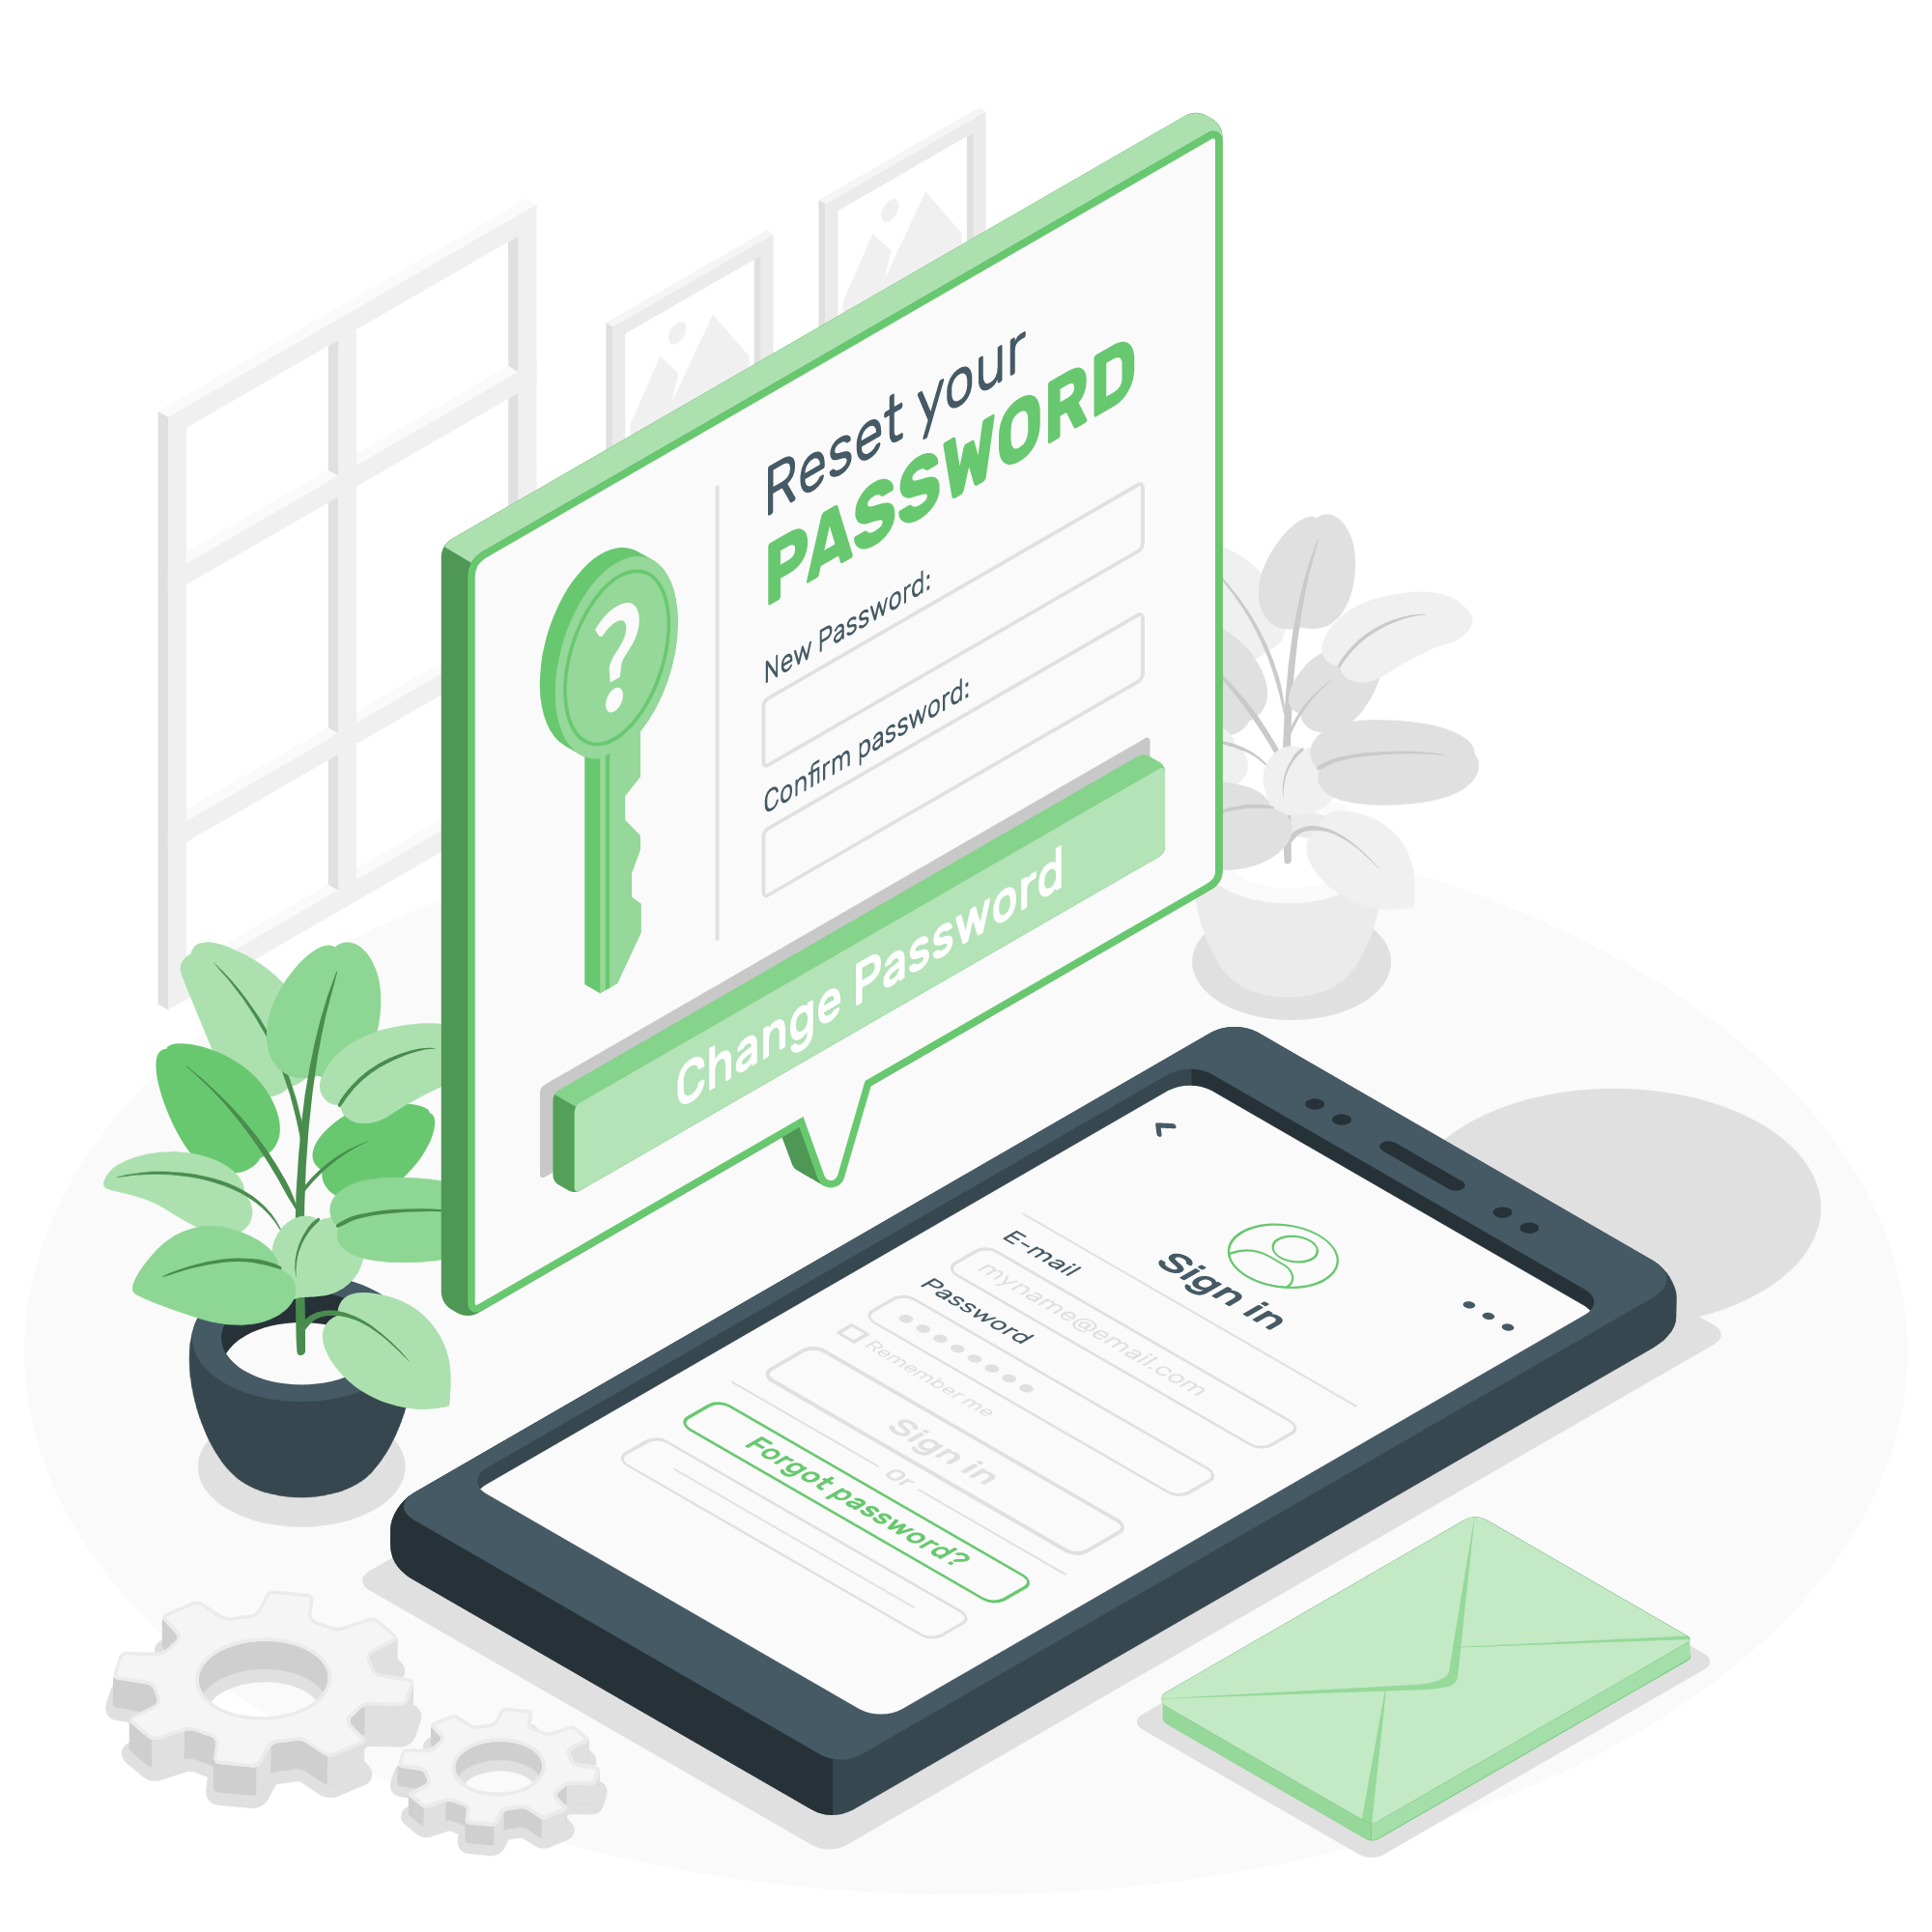 Reset your
PASSWORD
New Password:
Confirm password:
?
Change Password
<
Sign in
E-mail
myname@email.com
Password
Remember me
Sign in
Or
Forgot password?